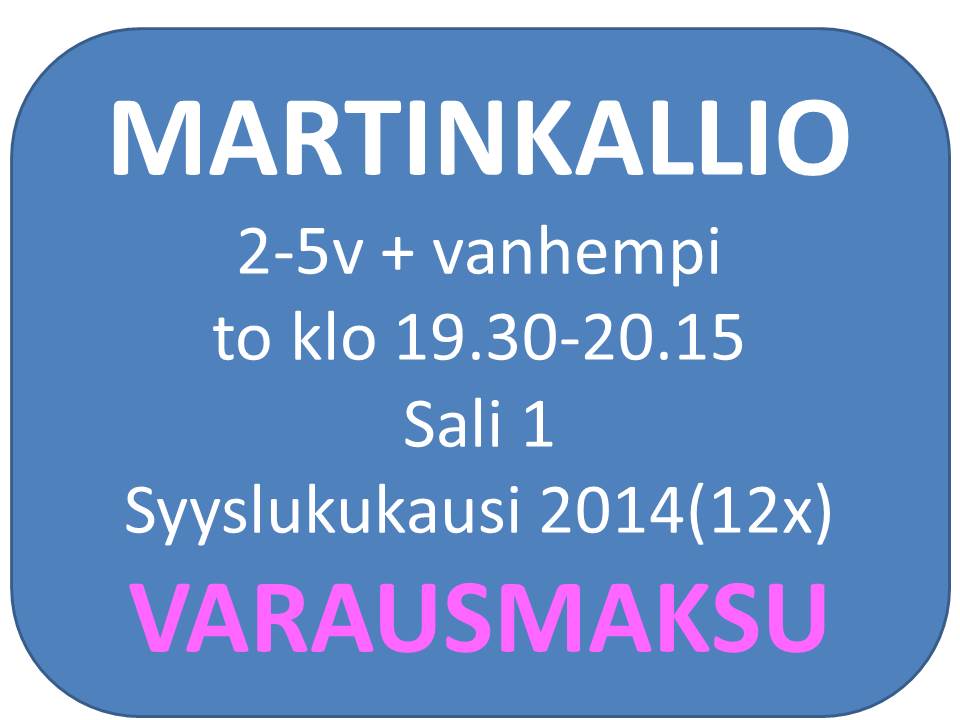 MARTINKALLIO
2-5v + vanhempi
to klo 19.30-20.15
Sali 1
Syyslukukausi 2014(12x)
VARAUSMAKSU